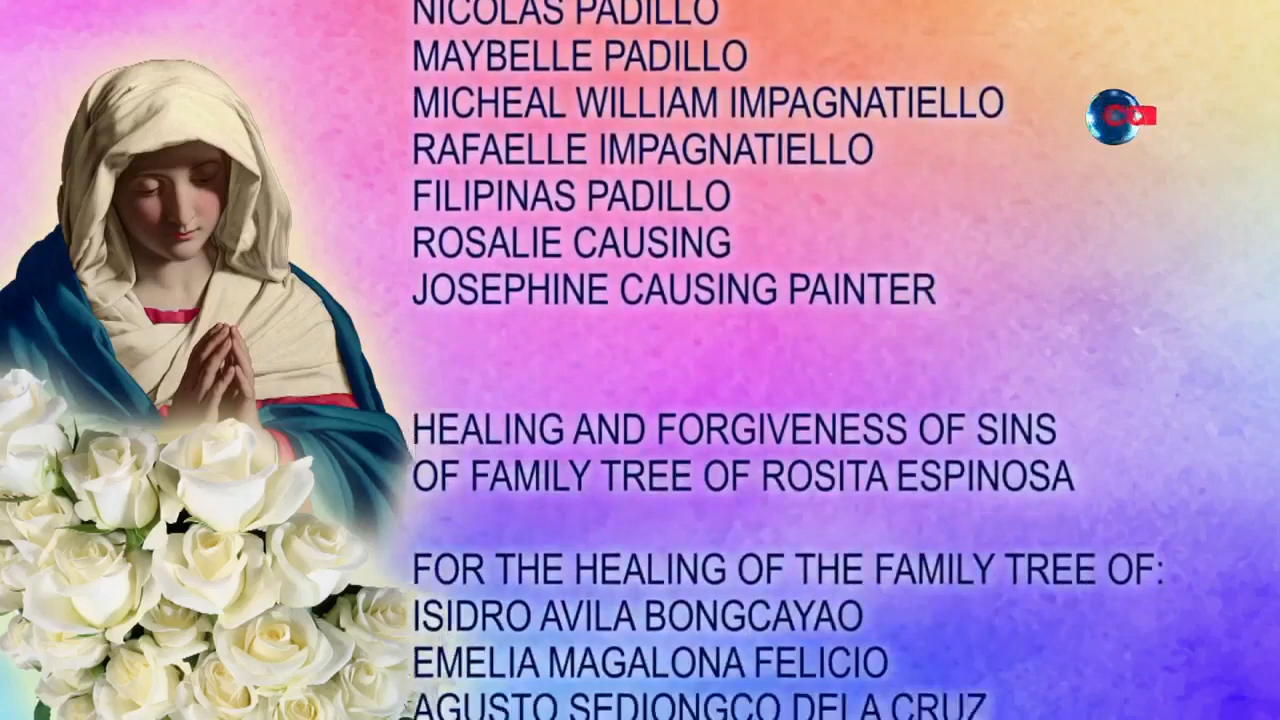 NICOLAS PADILLO
MAYBELLE PADILLO
MICHEAL WILLIAM IMPAGNATIELLO
RAFAELLE IMPAGNATIELLO
FILIPINAS PADILLO
ROSALIE CAUSING
JOSEPHINE CAUSING PAINTER
HEALING AND FORGIVENESS OF SINS
OF FAMILY TREE OF ROSITA ESPINOSA
FOR THE HEALING OF THE FAMILY TREE OF:
ISIDRO AVILA BONGCAYAO
EMELIA MAGALONA FELICIO
AGUSTO SEDIONGCO DELA CRUZ